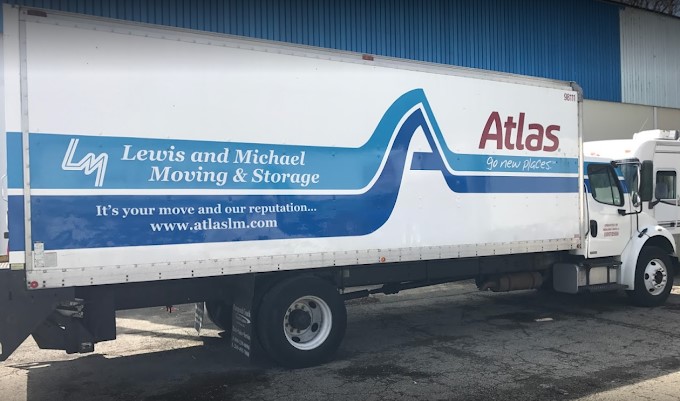 98111
Atlas
go new places.
LM
Lewis and Michael
Moving & Storage
It's your move and our reputation...
www.atlaslm.com